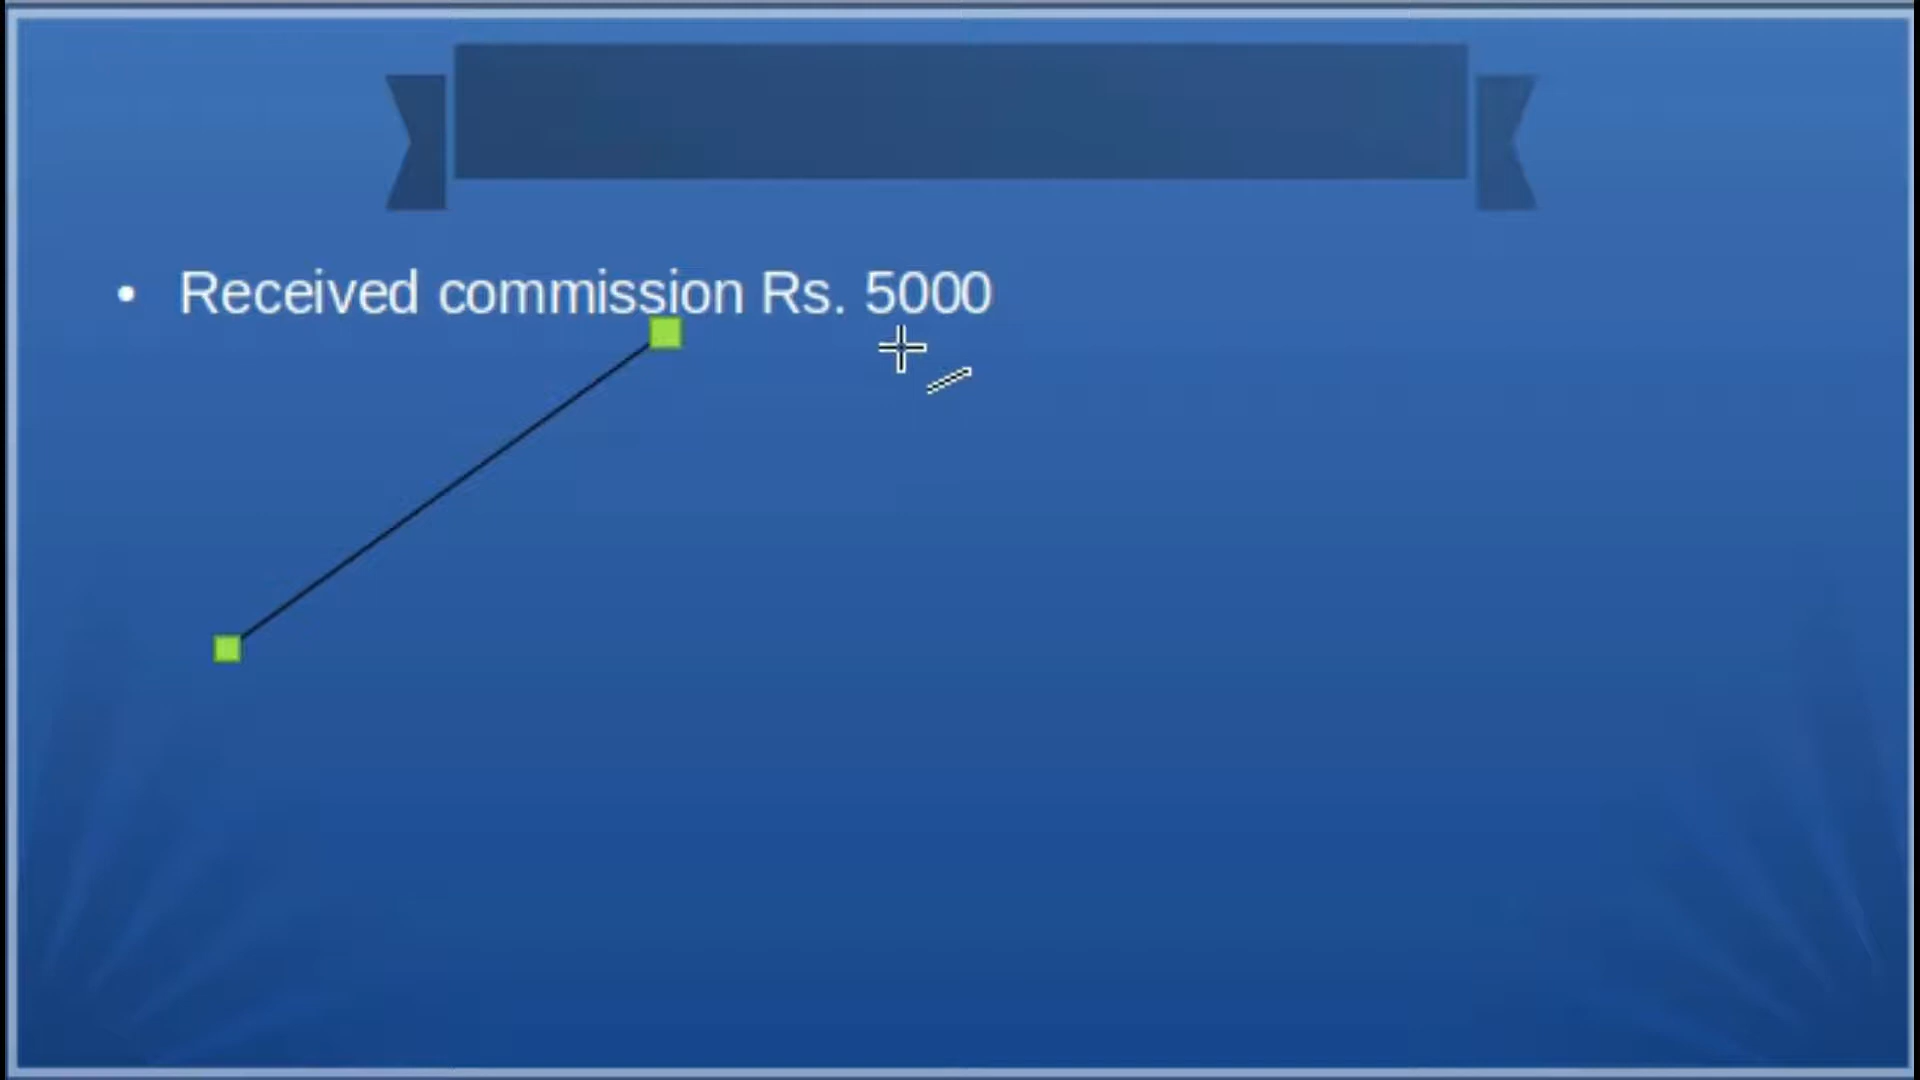 • Received commission Rs. 5000